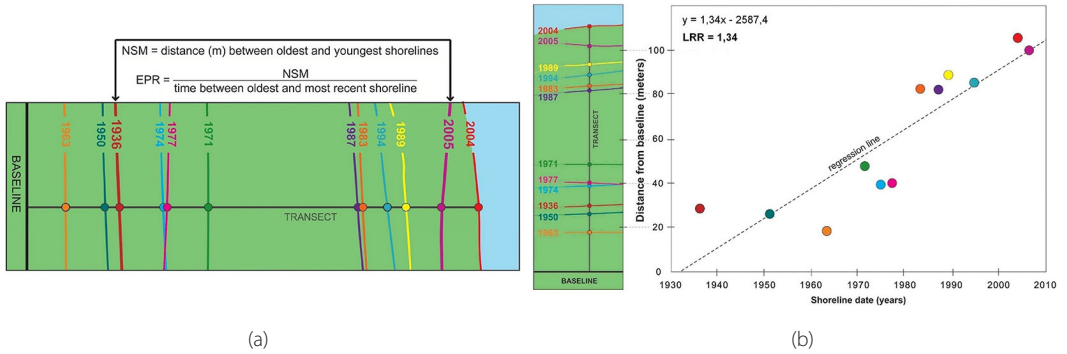 NSM = distance (m) between oldest and youngest shorelines
EPR = NSM
time between oldest and most recent shoreline
BASELINE
1963
1950
1936
1974
1977
1971
1987
1983
1994
1989
2005
2004
TRANSECT
(a)
2004
2005
1989
1994
1983
1987
TRANSECT
1971
1977
1974
1936
1950
1963
BASELINE
y = 1,34x - 2587,4
LRR = 1,34
Distance from baseline (meters)
100
80
60
40
20
0
regression line
1930 1940 1950 1960 1970 1980 1990 2000 2010
Shoreline date (years)
(b)